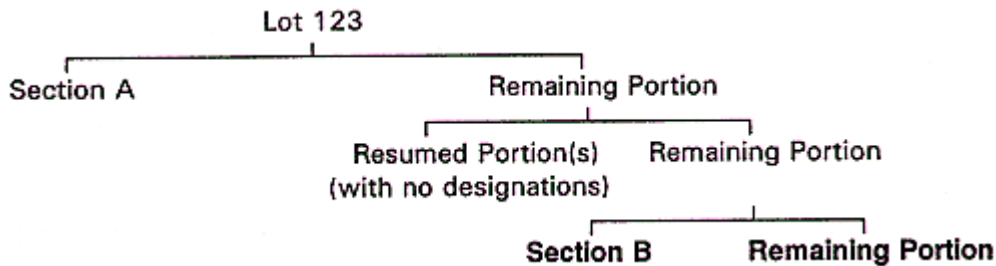 Lot 123
Section A
Remaining Portion
Resumed Portion(s)
(with no designations)
Remaining Portion
Section B
Remaining Portion